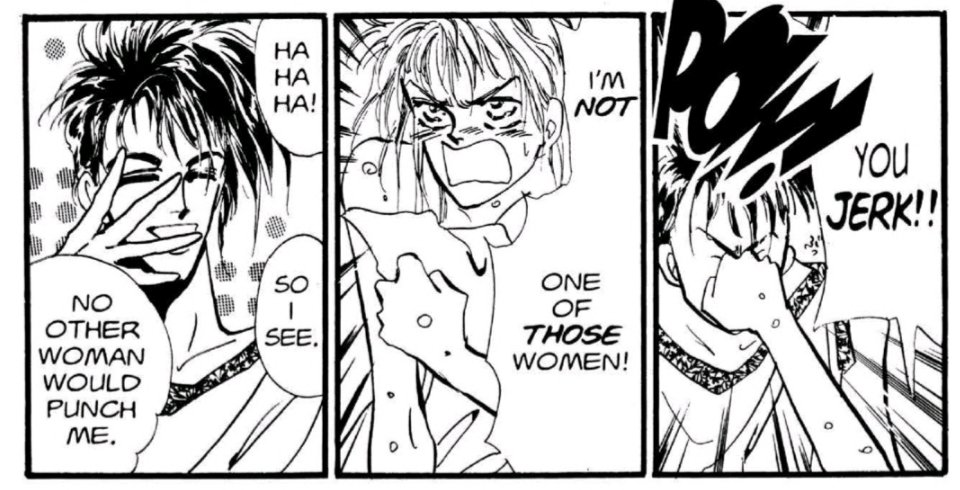 POW!
YOU
JERK!!
I'M
NOT
ONE
OF
THOSE
WOMEN!
HA
HA
HA!
SO
I
SEE.
NO
OTHER
WOMAN
WOULD
PUNCH
ME.